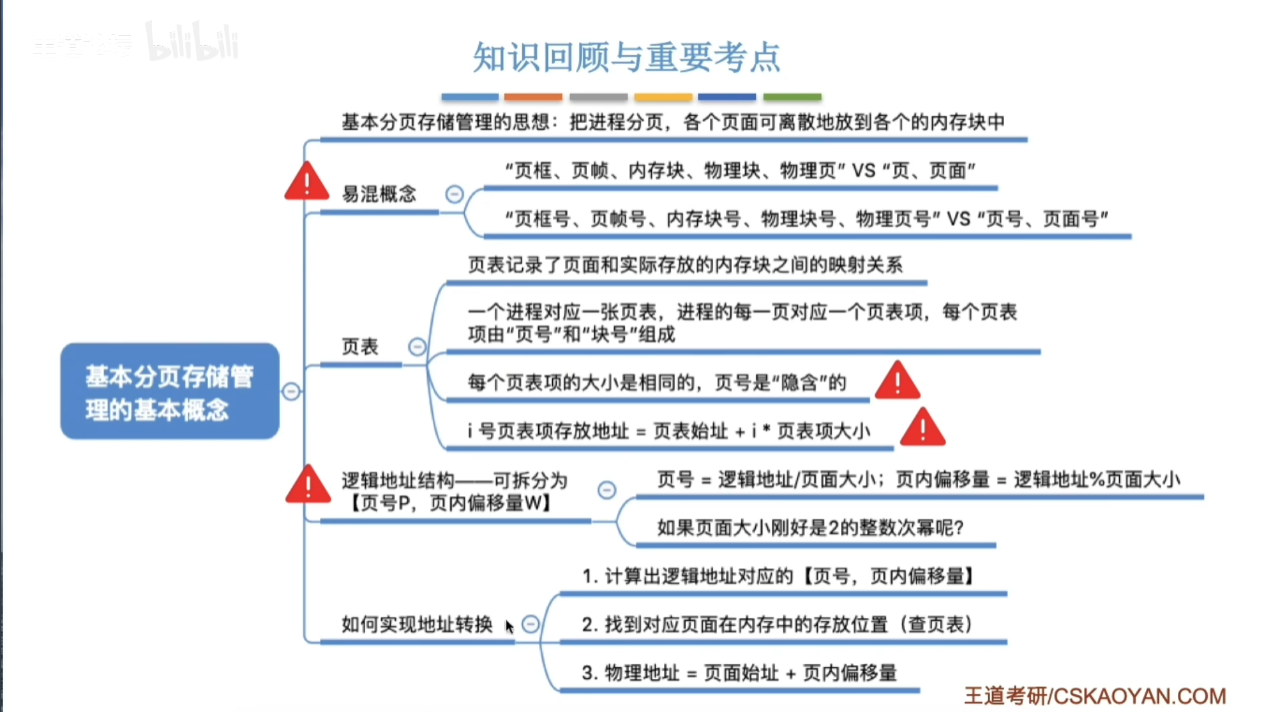 bilibili
知识回顾与重要考点
基本分页存储管理的思想：把进程分页，各个页面可离散地放到各个的内存块中
易混概念
“页框、页帧、内存块、物理块、物理页” VS “页、页面”
“页框号、页帧号、内存块号、物理块号、物理页号” VS “页号、页面号”
页表记录了页面和实际存放的内存块之间的映射关系
一个进程对应一张页表，进程的每一页对应一个页表项，每个页表
项由“页号”和“块号”组成
页表
每个页表项的大小是相同的，页号是“隐含”的
i 号页表项存放地址 = 页表始址 + i * 页表项大小
基本分页存储管
理的基本概念
逻辑地址结构——可拆分为
【页号P，页内偏移量W】
页号 = 逻辑地址/页面大小；页内偏移量 = 逻辑地址%页面大小
如果页面大小刚好是2的整数次幂呢？
如何实现地址转换
1. 计算出逻辑地址对应的【页号，页内偏移量】
2. 找到对应页面在内存中的存放位置（查页表）
3. 物理地址 = 页面始址 + 页内偏移量
王道考研/CSKAOYAN.COM